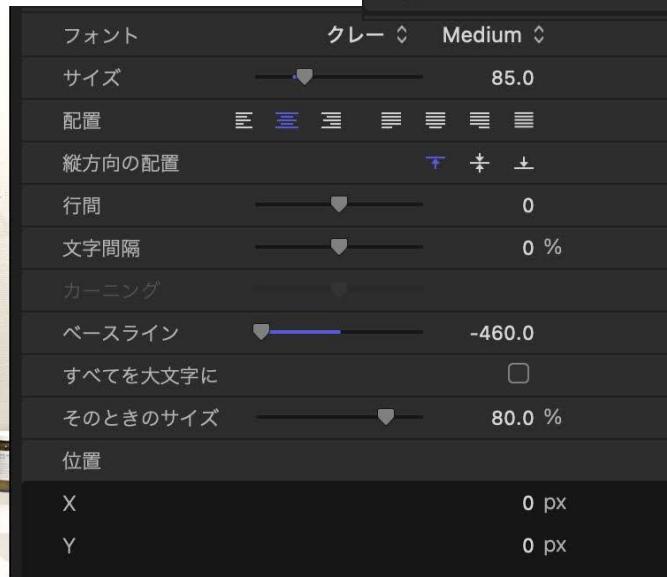 フォント クレー Medium
サイズ 85.0
配置
縦方向の配置
行間 0
文字間隔 0 %
カーニング
ベースライン -460.0
すべてを大文字に
そのときのサイズ 80.0 %
位置
X 0 px
Y 0 px